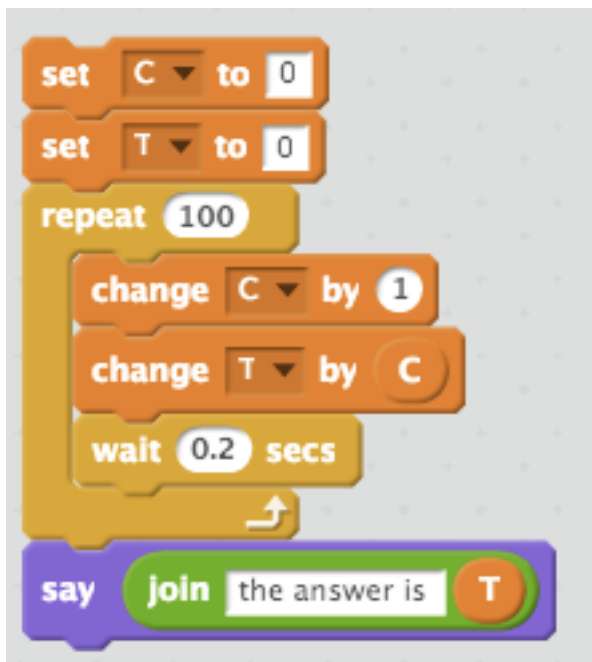 set C to 0
set T to 0
repeat 100
change C by 1
change T by C
wait 0.2 secs
say join the answer is T